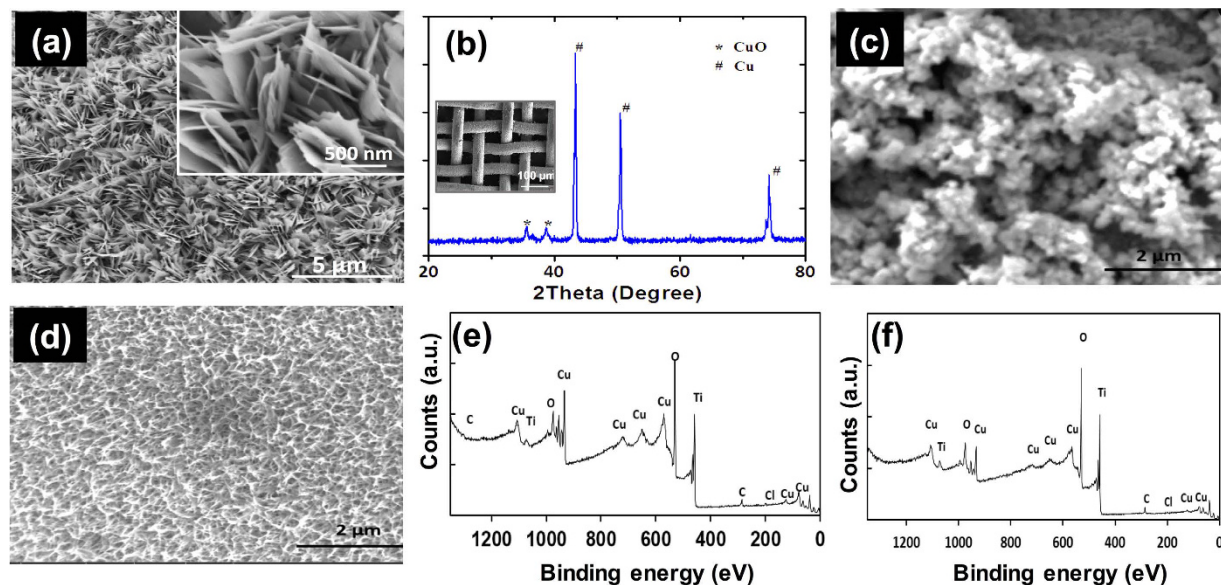 (a)
500 nm
5 μm
(b)
#
* CuO
# Cu
#
100 μm
#
* *
20 40 60 80
2Theta (Degree)
(c)
2 μm
(d)
2 μm
(e)
Counts (a.u.)
O
Cu
Ti
C Cu Ti O Cu Cu Cu
C Cl Cu Cu
1200 1000 800 600 400 200 0
Binding energy (eV)
(f)
Counts (a.u.)
O
Ti
Cu Ti O Cu Cu Cu Cu
C Cl Cu Cu
1200 1000 800 600 400 200 0
Binding energy (eV)